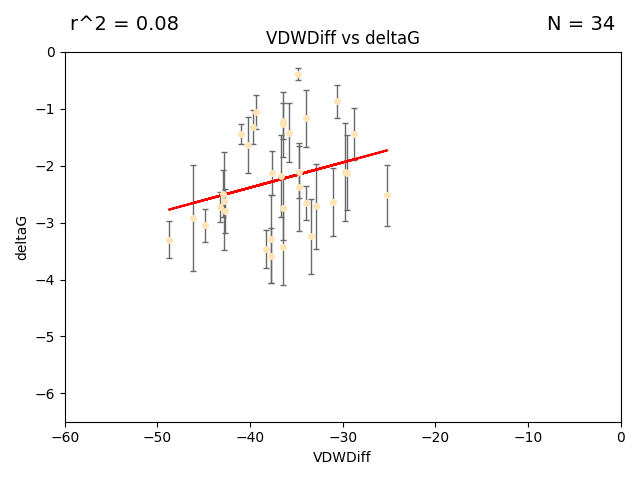 r^2 = 0.08
N = 34
VDWDiff vs deltaG
0
−1
−2
−3
−4
−5
−6
deltaG
−60 −50 −40 −30 −20 −10 0
VDWDiff